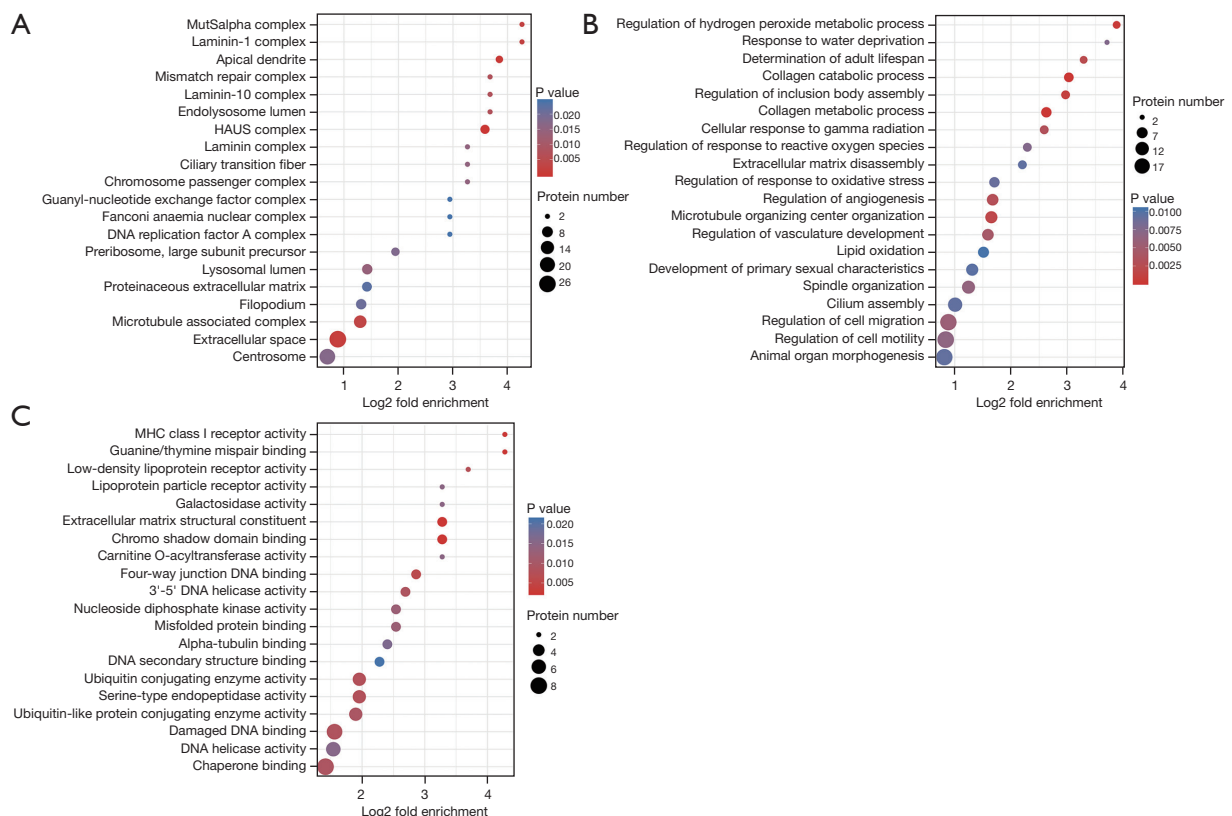 A
MutSalpha complex
Laminin-1 complex
Apical dendrite
Mismatch repair complex
Laminin-10 complex
Endolysosome lumen
HAUS complex
Laminin complex
Ciliary transition fiber
Chromosome passenger complex
Guanyl-nucleotide exchange factor complex
Fanconi anaemia nuclear complex
DNA replication factor A complex
Preribosome, large subunit precursor
Lysosomal lumen
Proteinaceous extracellular matrix
Filopodium
Microtubule associated complex
Extracellular space
Centrosome
1 2 3 4
Log2 fold enrichment
P value
0.020
0.015
0.010
0.005
Protein number
2
8
14
20
26
B
Regulation of hydrogen peroxide metabolic process
Response to water deprivation
Determination of adult lifespan
Collagen catabolic process
Regulation of inclusion body assembly
Collagen metabolic process
Cellular response to gamma radiation
Regulation of response to reactive oxygen species
Extracellular matrix disassembly
Regulation of response to oxidative stress
Regulation of angiogenesis
Microtubule organizing center organization
Regulation of vasculature development
Lipid oxidation
Development of primary sexual characteristics
Spindle organization
Cilium assembly
Regulation of cell migration
Regulation of cell motility
Animal organ morphogenesis
1 2 3 4
Log2 fold enrichment
Protein number
2
7
12
17
P value
0.0100
0.0075
0.0050
0.0025
C
MHC class I receptor activity
Guanine/thymine mispair binding
Low-density lipoprotein receptor activity
Lipoprotein particle receptor activity
Galactosidase activity
Extracellular matrix structural constituent
Chromo shadow domain binding
Carnitine O-acyltransferase activity
Four-way junction DNA binding
3'-5' DNA helicase activity
Nucleoside diphosphate kinase activity
Misfolded protein binding
Alpha-tubulin binding
DNA secondary structure binding
Ubiquitin conjugating enzyme activity
Serine-type endopeptidase activity
Ubiquitin-like protein conjugating enzyme activity
Damaged DNA binding
DNA helicase activity
Chaperone binding
2 3 4
Log2 fold enrichment
P value
0.020
0.015
0.010
0.005
Protein number
2
4
6
8